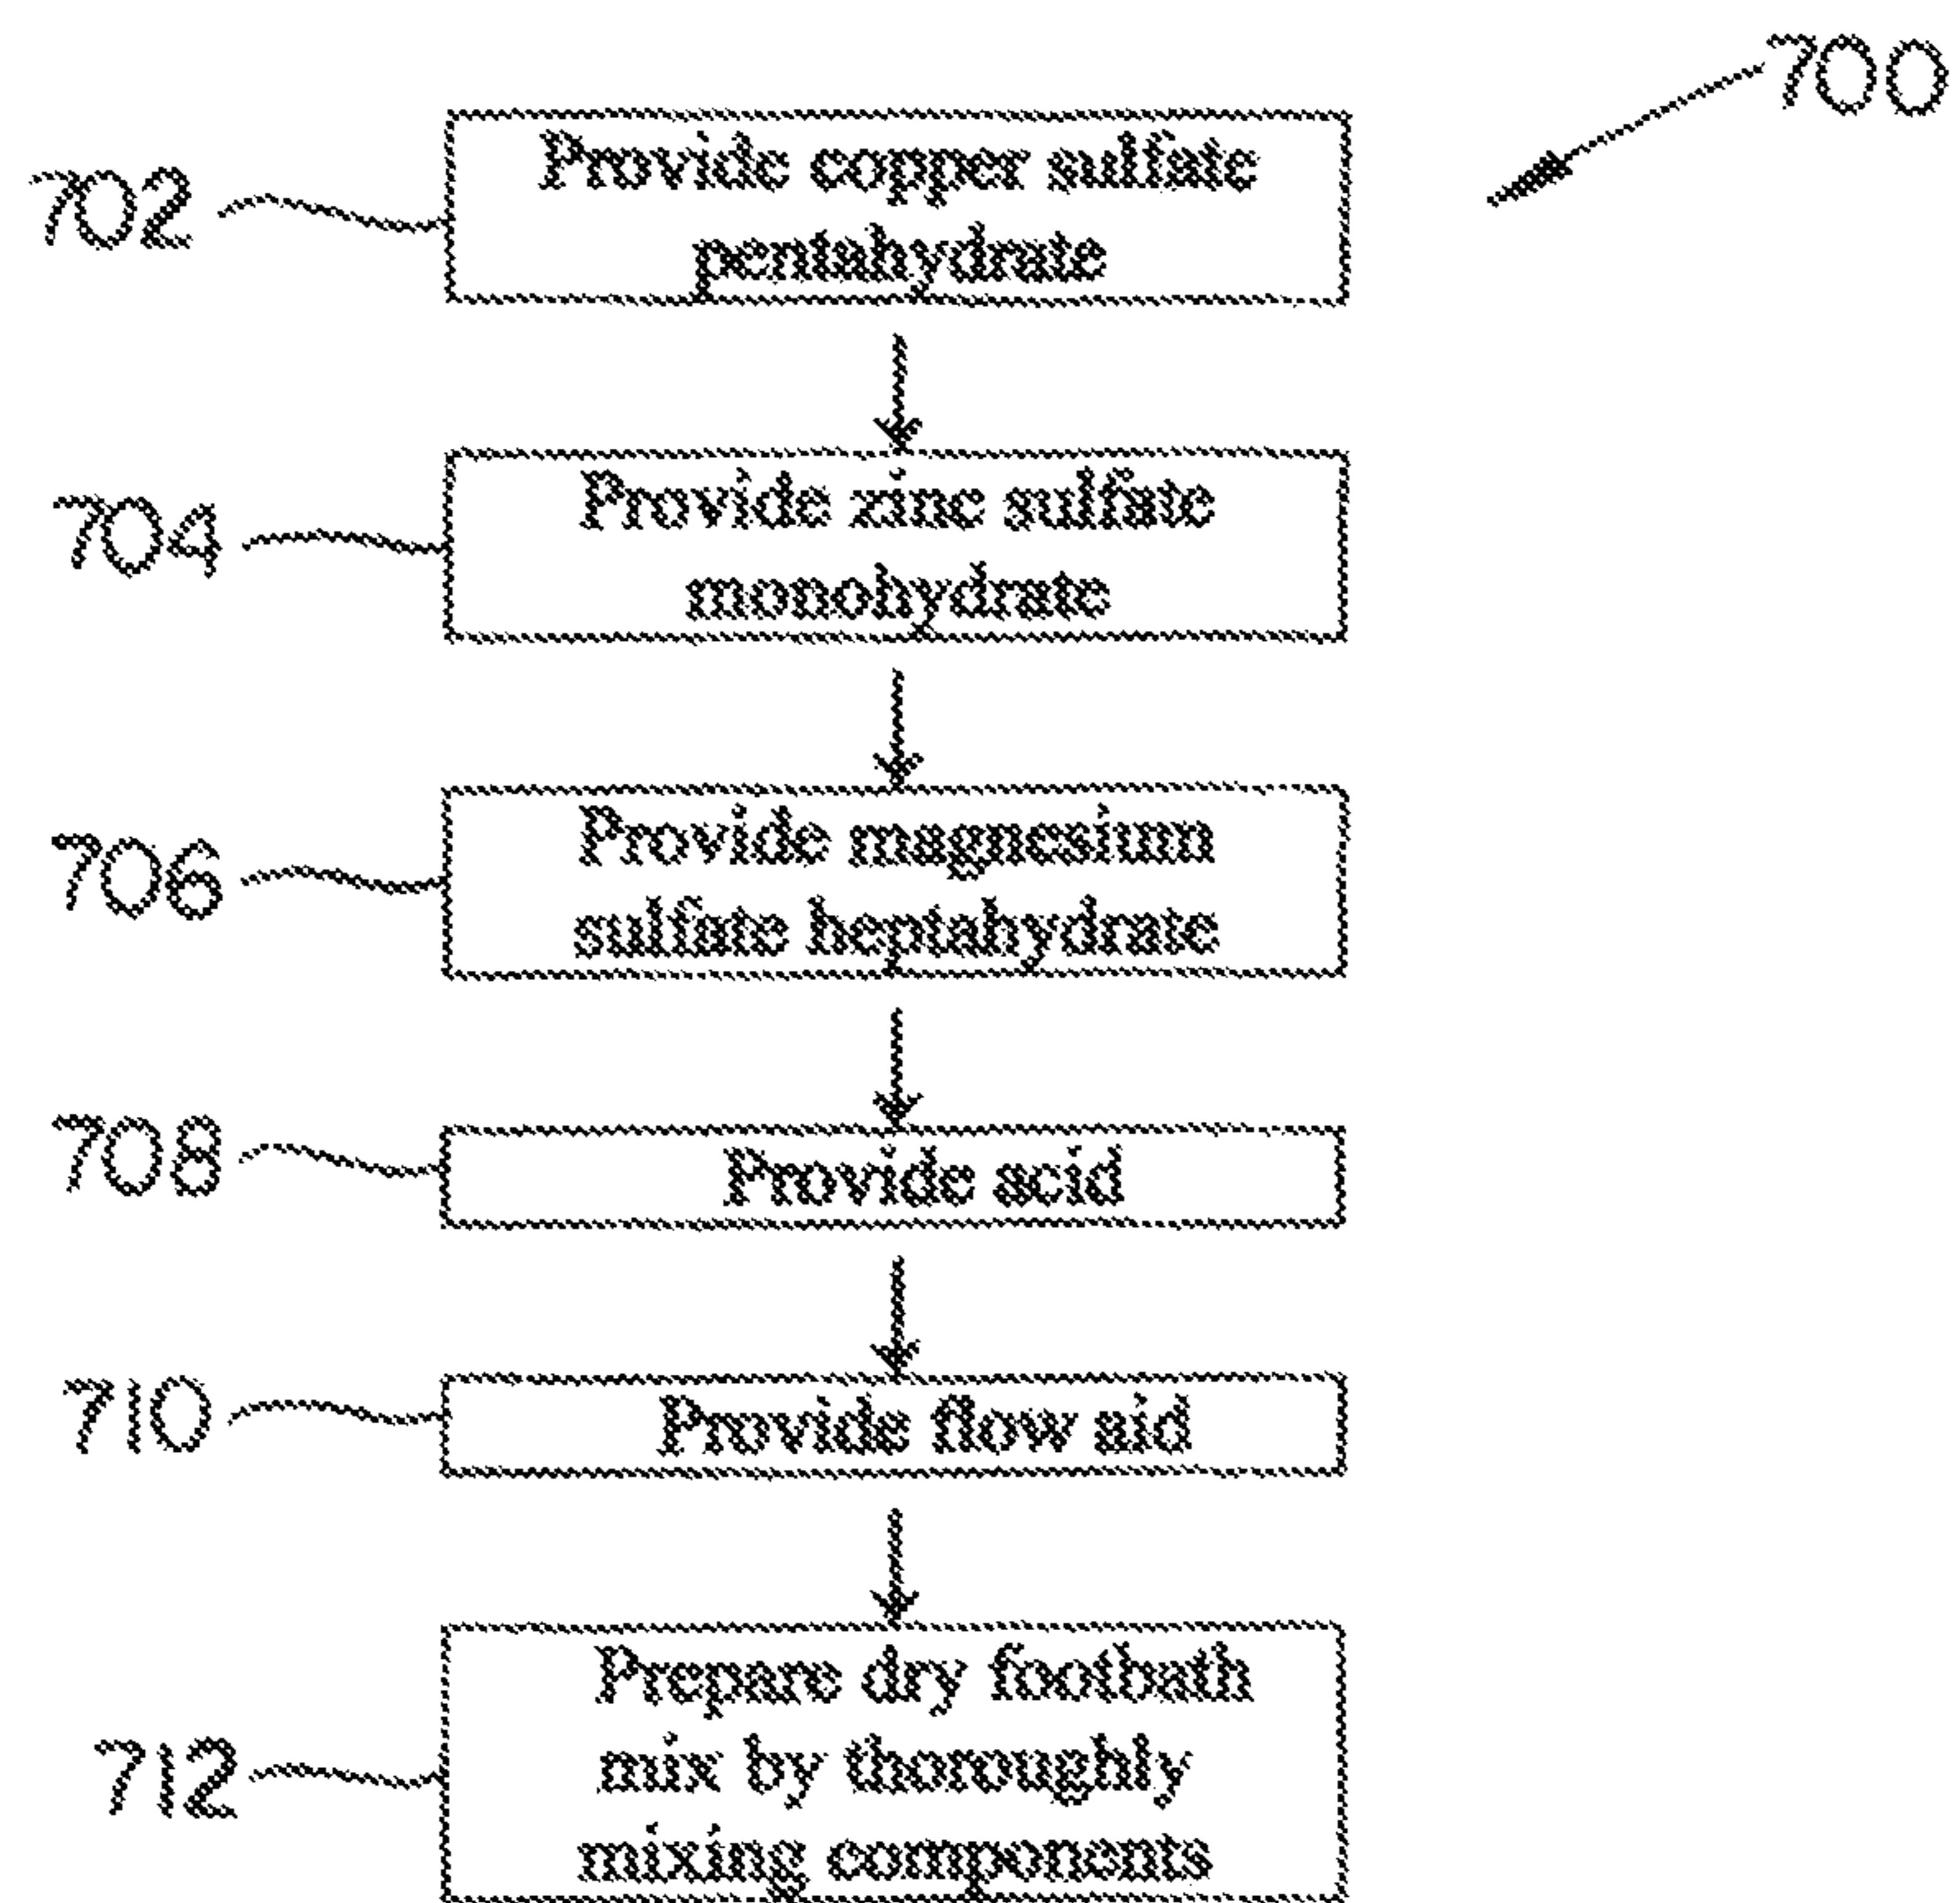 700
702
Provide copper sulfate
pentahydrate
704
Provide zinc sulfate
monohydrate
706
Provide magnesium
sulfate heptahydrate
708
Provide acid
710
Provide flow aid
712
Prepare dry footbath
mix by thoroughly
mixing components